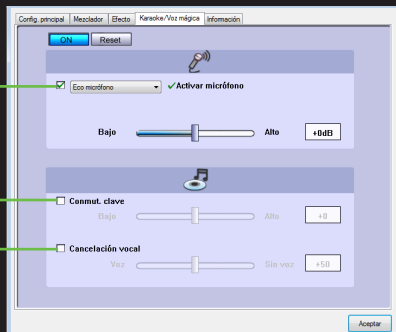 Config. principal Mezclador Efecto Karaoke/Voz mágica Información
ON Reset
Eco micrófono ✓Activar micrófono
Bajo Alto +0dB
Conmut. clave
Bajo Alto +0
Cancelación vocal
Voz Sin voz +50
Aceptar